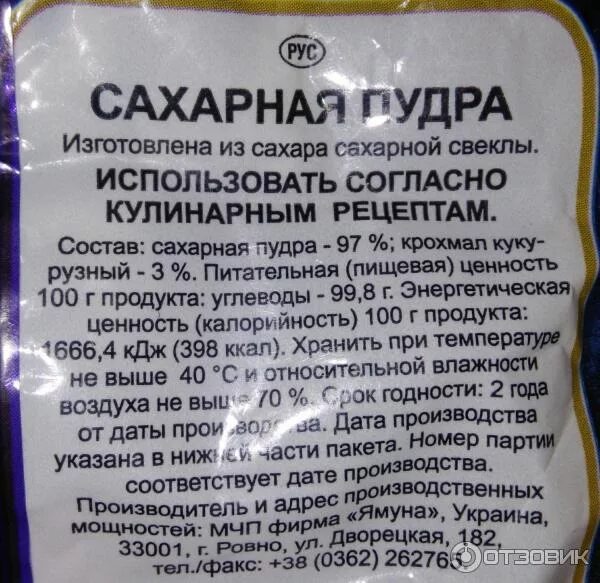 РУС
САХАРНАЯ ПУДРА
Изготовлена из сахара сахарной свеклы.
ИСПОЛЬЗОВАТЬ СОГЛАСНО
КУЛИНАРНЫМ РЕЦЕПТАМ.
Состав: сахарная пудра - 97 %; крохмал куку-
рузный - 3 %. Питательная (пищевая) ценность
100 г продукта: углеводы - 99,8 г. Энергетическая
ценность (калорийность) 100 г продукта:
1666,4 кДж (398 ккал). Хранить при температуре
не выше 40 °С и относительной влажности
воздуха не выше 70 %. Срок годности: 2 года
от даты производства. Дата производства
указана в нижней части пакета. Номер партии
соответствует дате производства.
Производитель и адрес производственных
мощностей: МЧП фирма «Ямуна», Украина,
33001, г. Ровно, ул. Дворецкая, 182,
тел./факс: +38 (0362) 262765
ОТЗОВИК